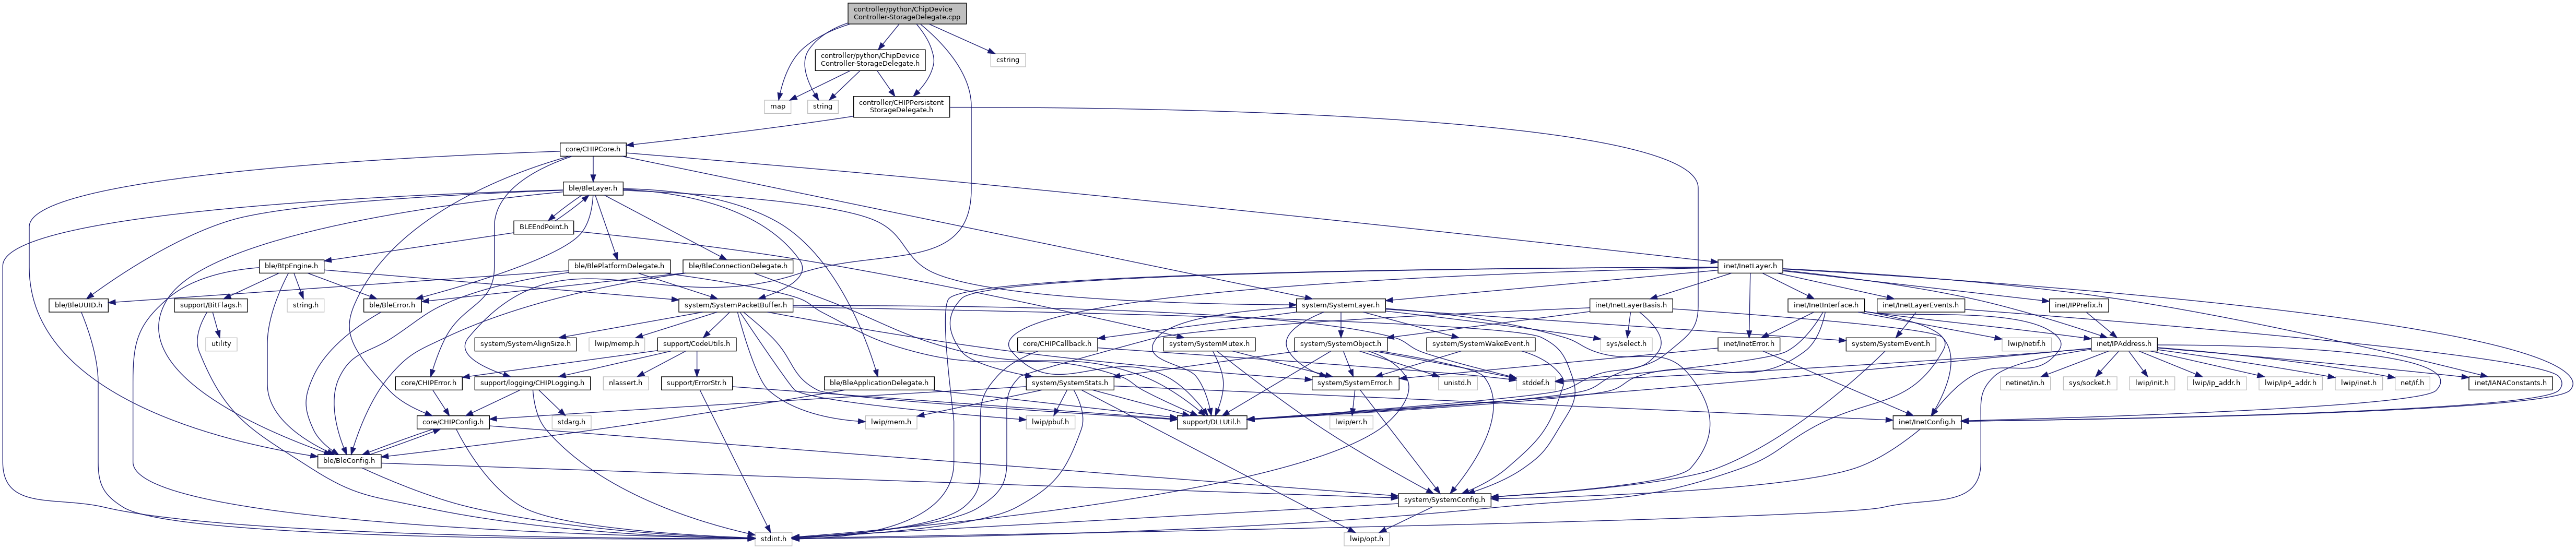 controller/python/ChipDevice
Controller-StorageDelegate.cpp
controller/python/ChipDevice
Controller-StorageDelegate.h
cstring
map
string
controller/CHIPPersistent
StorageDelegate.h
core/CHIPCore.h
ble/BleLayer.h
BLEEndPoint.h
ble/BtpEngine.h
ble/BlePlatformDelegate.h
ble/BleConnectionDelegate.h
inet/InetLayer.h
ble/BleUUID.h
support/BitFlags.h
string.h
ble/BleError.h
system/SystemPacketBuffer.h
system/SystemLayer.h
inet/InetLayerBasis.h
inet/InetInterface.h
inet/InetLayerEvents.h
inet/IPPrefix.h
utility
system/SystemAlignSize.h
lwip/memp.h
support/CodeUtils.h
core/CHIPCallback.h
system/SystemMutex.h
system/SystemObject.h
system/SystemWakeEvent.h
sys/select.h
inet/InetError.h
system/SystemEvent.h
lwip/netif.h
inet/IPAddress.h
core/CHIPError.h
support/logging/CHIPLogging.h
nlassert.h
support/ErrorStr.h
ble/BleApplicationDelegate.h
system/SystemStats.h
system/SystemError.h
unistd.h
stddef.h
netinet/in.h
sys/socket.h
lwip/init.h
lwip/ip_addr.h
lwip/ip4_addr.h
lwip/inet.h
net/if.h
inet/IANAConstants.h
core/CHIPConfig.h
stdarg.h
lwip/mem.h
lwip/pbuf.h
support/DLLUtil.h
lwip/err.h
inet/InetConfig.h
ble/BleConfig.h
system/SystemConfig.h
stdint.h
lwip/opt.h